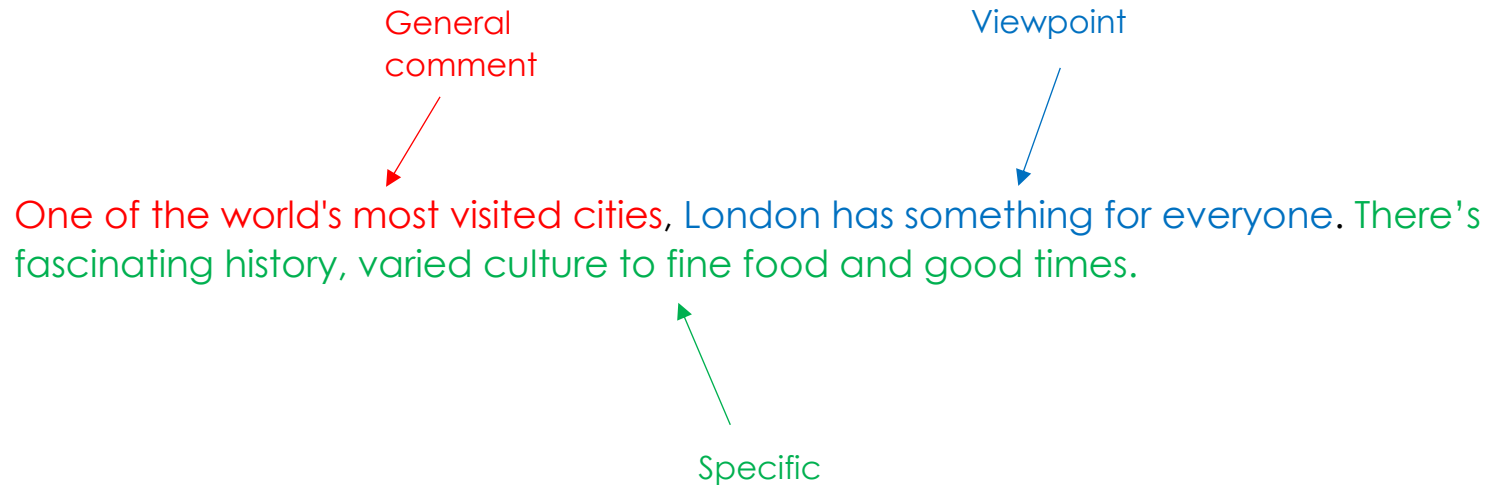 General
comment
Viewpoint
One of the world's most visited cities, London has something for everyone. There’s
fascinating history, varied culture to fine food and good times.
Specific